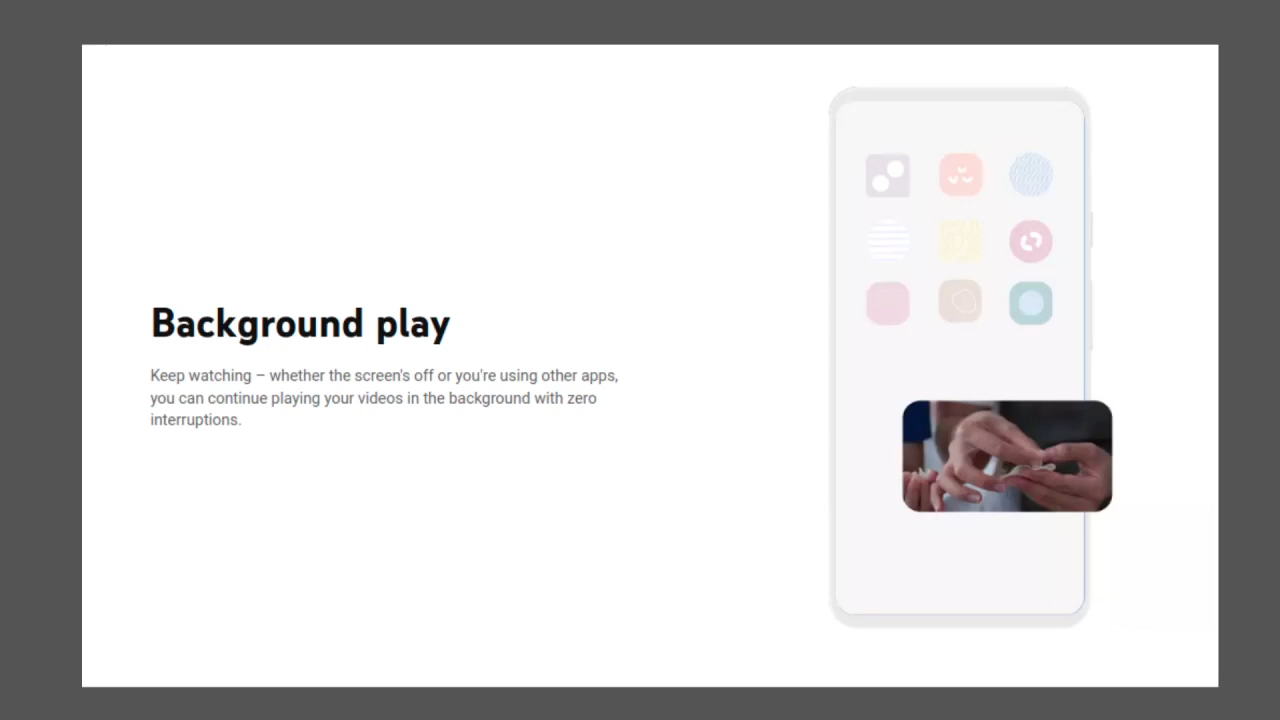 Background play
Keep watching – whether the screen's off or you're using other apps,
you can continue playing your videos in the background with zero
interruptions.